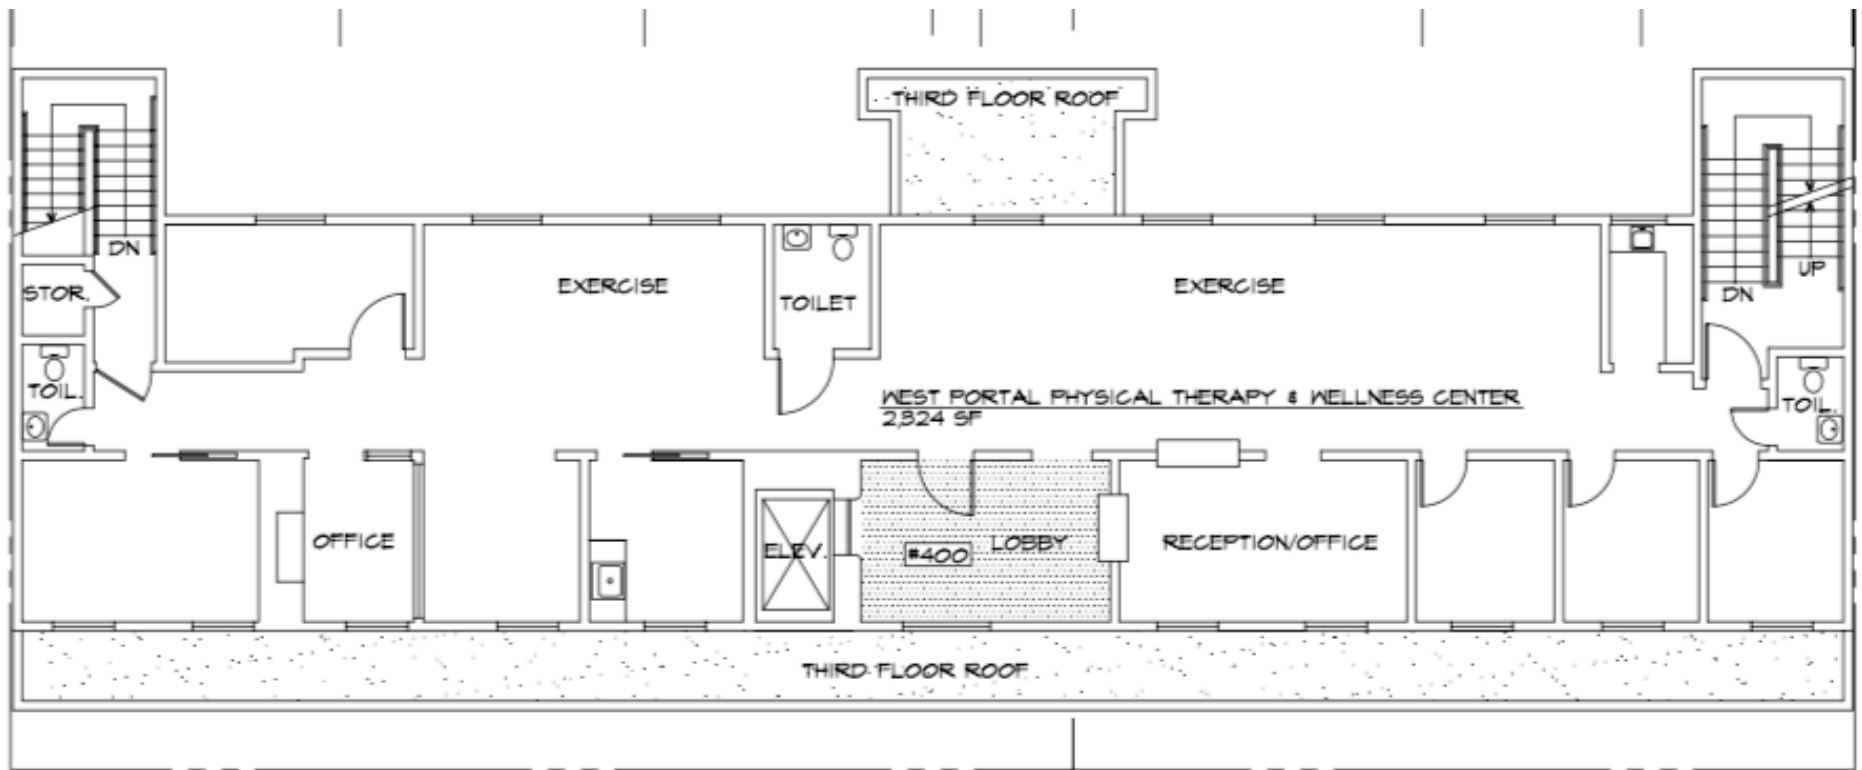 THIRD FLOOR ROOF
DN
STOR.
TOIL.
EXERCISE
TOILET
EXERCISE
WEST PORTAL PHYSICAL THERAPY & WELLNESS CENTER
2,324 SF
UP
DN
TOIL.
OFFICE
ELEV.
#400
LOBBY
RECEPTION/OFFICE
THIRD FLOOR ROOF